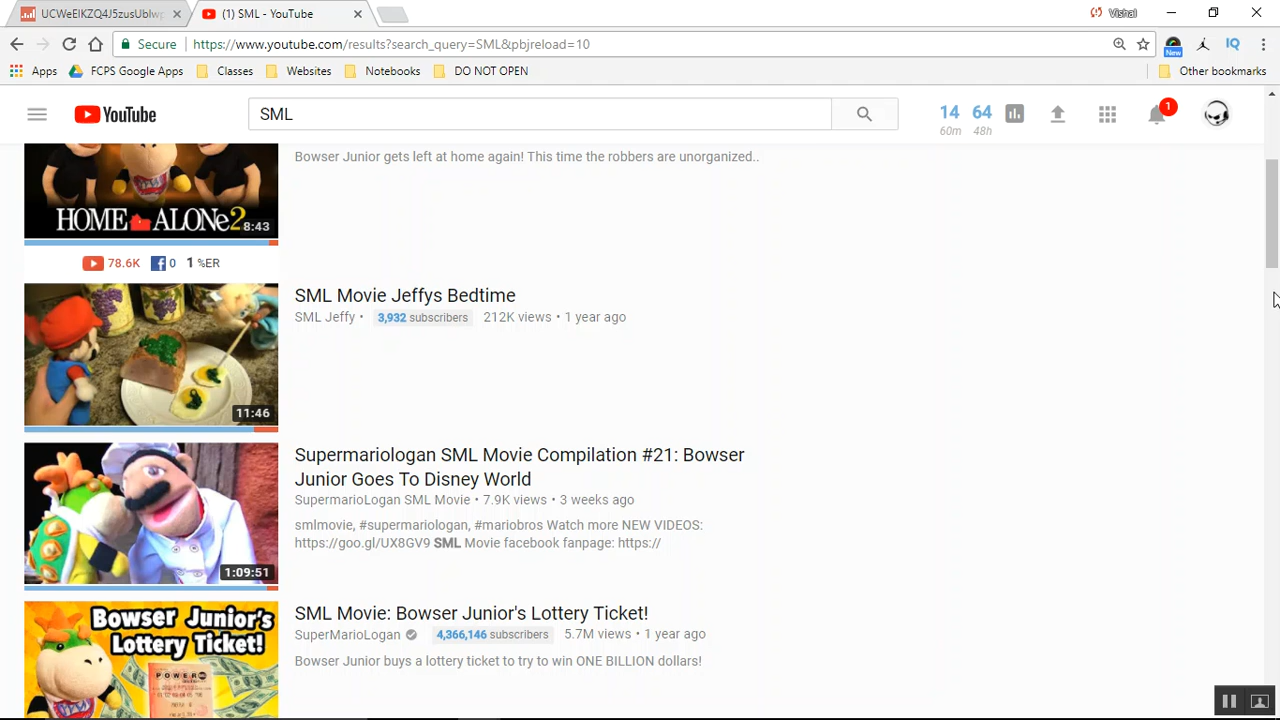 UCWeEIKZQ4J5zusUblwp
(1) SML - YouTube
Vishal
Secure
https://www.youtube.com/results?search_query=SML&pbjreload=10
New
IQ
Apps
FCPS Google Apps
Classes
Websites
Notebooks
DO NOT OPEN
Other bookmarks
YouTube
SML
14 64
60m 48h
1
HOME ALONe 2
8:43
Bowser Junior gets left at home again! This time the robbers are unorganized..
78.6K 0 1 %ER
11:46
SML Movie Jeffys Bedtime
SML Jeffy • 3,932 subscribers 212K views • 1 year ago
1:09:51
Supermariologan SML Movie Compilation #21: Bowser
Junior Goes To Disney World
SuperMarioLogan SML Movie • 7.9K views • 3 weeks ago
smlmovie, #supermariologan, #mariobros Watch more NEW VIDEOS:
https://goo.gl/UX8GV9 SML Movie facebook fanpage: https://
Bowser Junior's
Lottery Ticket!
POWER
SML Movie: Bowser Junior's Lottery Ticket!
SuperMarioLogan 4,366,146 subscribers 5.7M views • 1 year ago
Bowser Junior buys a lottery ticket to try to win ONE BILLION dollars!